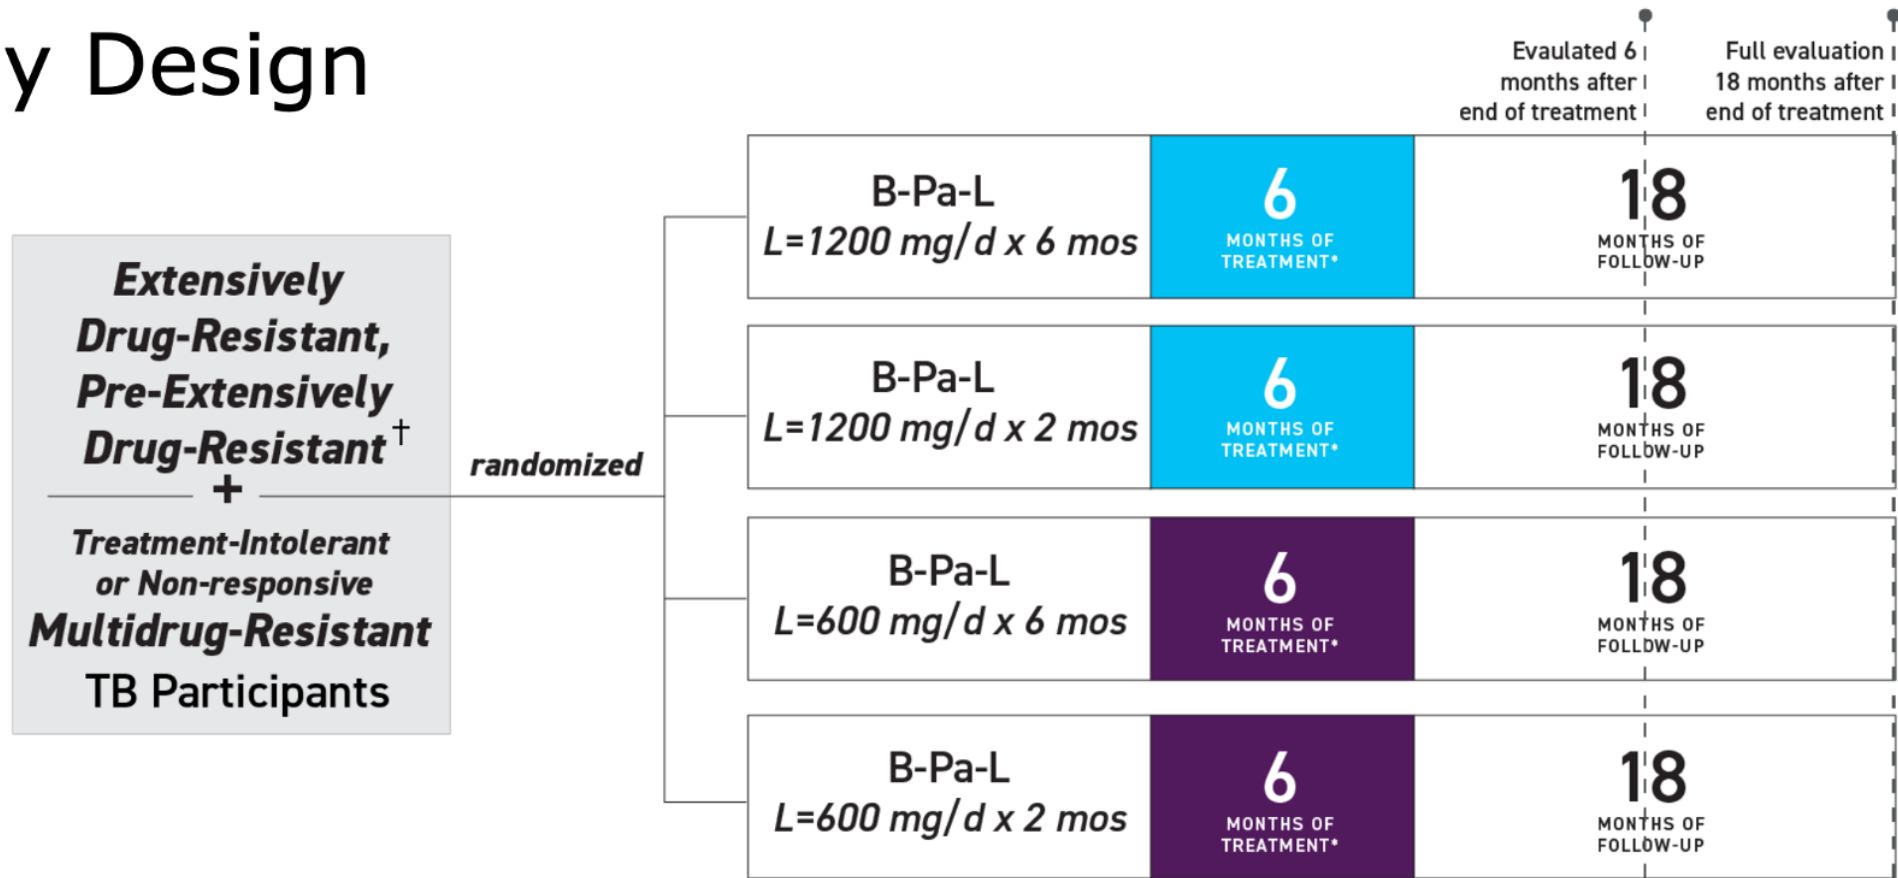 y Design
Evaulated 6
months after
end of treatment
Full evaluation
18 months after
end of treatment
Extensively
Drug-Resistant,
Pre-Extensively
Drug-Resistant†
+
Treatment-Intolerant
or Non-responsive
Multidrug-Resistant
TB Participants
randomized
B-Pa-L
L=1200 mg/d x 6 mos
6
MONTHS OF
TREATMENT*
18
MONTHS OF
FOLLOW-UP
B-Pa-L
L=1200 mg/d x 2 mos
6
MONTHS OF
TREATMENT*
18
MONTHS OF
FOLLOW-UP
B-Pa-L
L=600 mg/d x 6 mos
6
MONTHS OF
TREATMENT*
18
MONTHS OF
FOLLOW-UP
B-Pa-L
L=600 mg/d x 2 mos
6
MONTHS OF
TREATMENT*
18
MONTHS OF
FOLLOW-UP